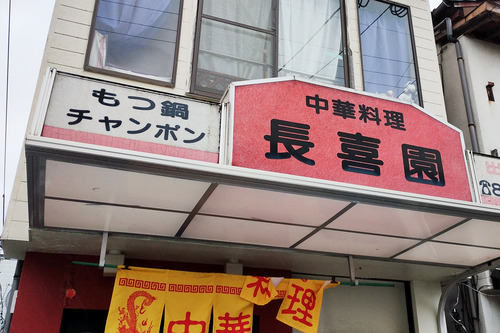 もつ鍋
チャンポン
中華料理
長喜園
☎8
中華料理